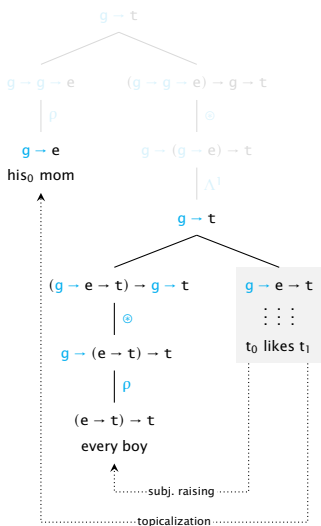 g → t
g → g → e
(g → g → e) → g → t
ρ
⊛
g → e
g → (g → e) → t
his₀ mom
Λ¹
g → t
(g → e → t) → g → t
g → e → t
⊛
t₀ likes t₁
g → (e → t) → t
ρ
(e → t) → t
every boy
subj. raising
topicalization